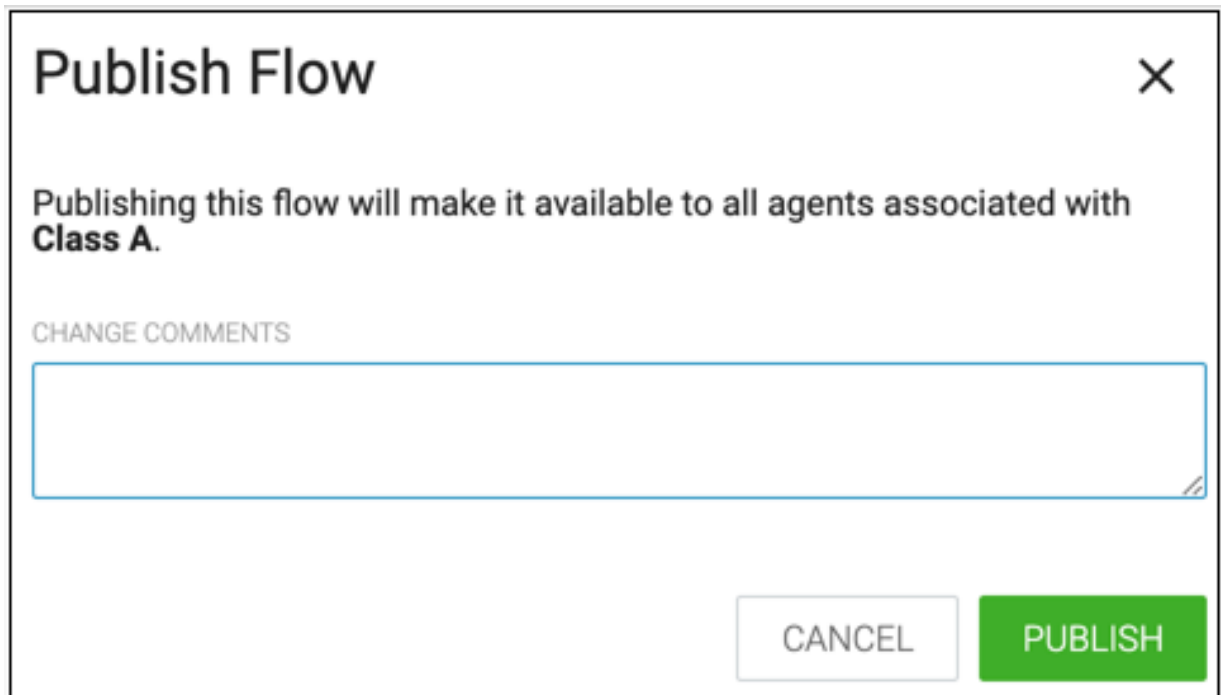 Publish Flow
Publishing this flow will make it available to all agents associated with
Class A.
CHANGE COMMENTS
CANCEL PUBLISH